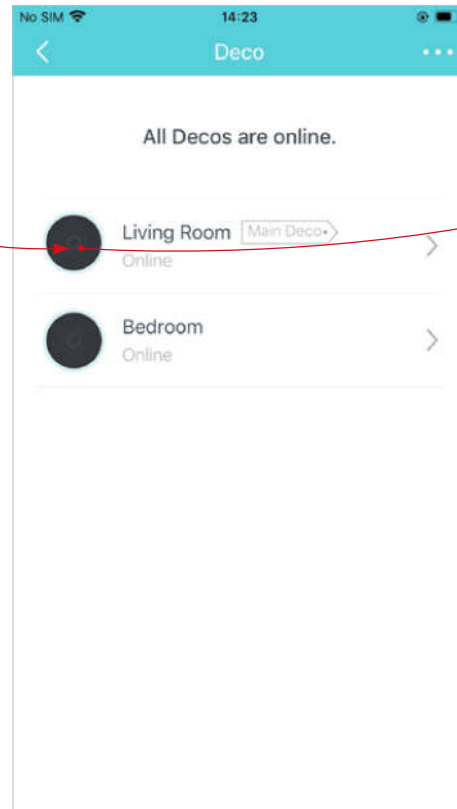 No SIM 14:23
Deco
All Decos are online.
Living Room Main Deco
Online
Bedroom
Online